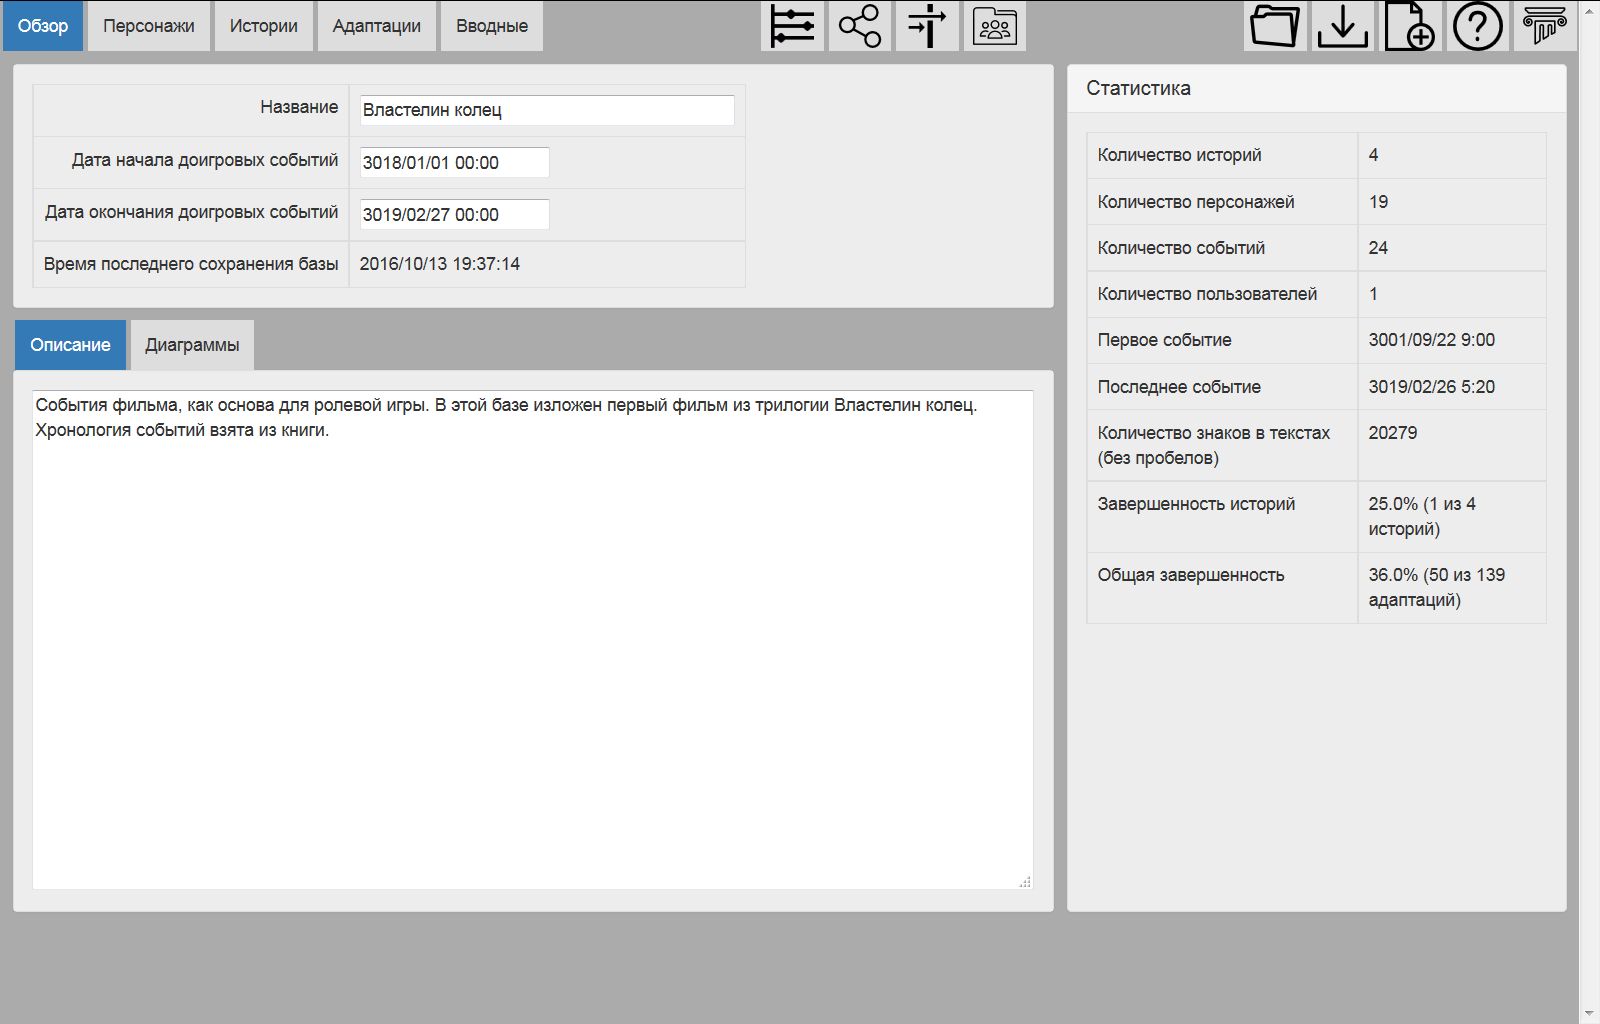 Обзор
Персонажи
Истории
Адаптации
Вводные
Название
Властелин колец
Дата начала доигровых событий
3018/01/01 00:00
Дата окончания доигровых событий
3019/02/27 00:00
Время последнего сохранения базы
2016/10/13 19:37:14
Описание
Диаграммы
События фильма, как основа для ролевой игры. В этой базе изложен первый фильм из трилогии Властелин колец.
Хронология событий взята из книги.
Статистика
Количество историй
4
Количество персонажей
19
Количество событий
24
Количество пользователей
1
Первое событие
3001/09/22 9:00
Последнее событие
3019/02/26 5:20
Количество знаков в текстах
(без пробелов)
20279
Завершенность историй
25.0% (1 из 4
историй)
Общая завершенность
36.0% (50 из 139
адаптаций)